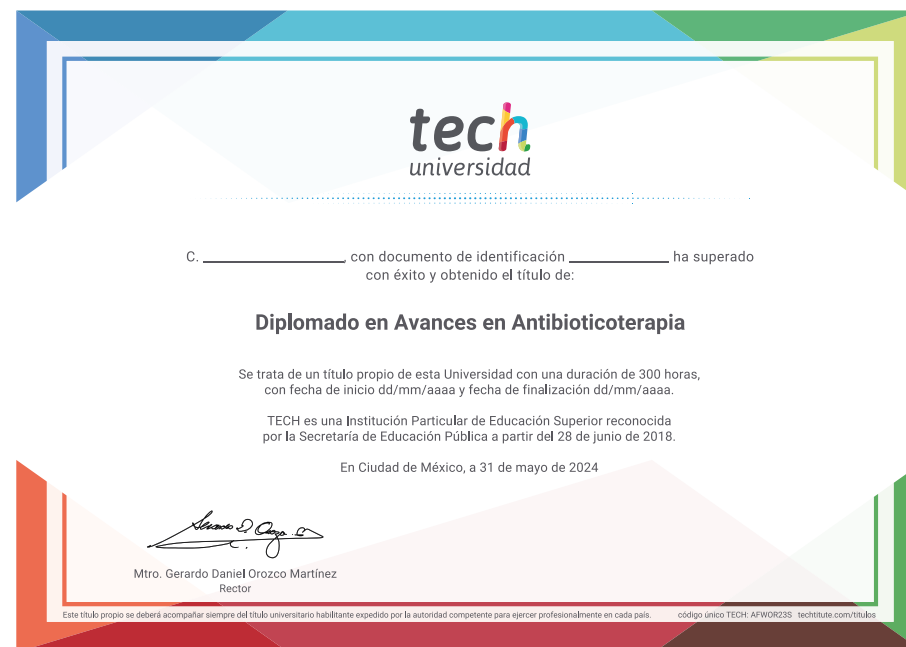 tech
universidad
C. ____________________, con documento de identificación ______________ ha superado
con éxito y obtenido el título de:
Diplomado en Avances en Antibioticoterapia
Se trata de un título propio de esta Universidad con una duración de 300 horas,
con fecha de inicio dd/mm/aaaa y fecha de finalización dd/mm/aaaa.
TECH es una Institución Particular de Educación Superior reconocida
por la Secretaría de Educación Pública a partir del 28 de junio de 2018.
En Ciudad de México, a 31 de mayo de 2024
Mtro. Gerardo Daniel Orozco Martínez
Rector
Este título propio se deberá acompañar siempre del título universitario habilitante expedido por la autoridad competente para ejercer profesionalmente en cada país. código único TECH: AFWOR23S techtitute.com/titulos